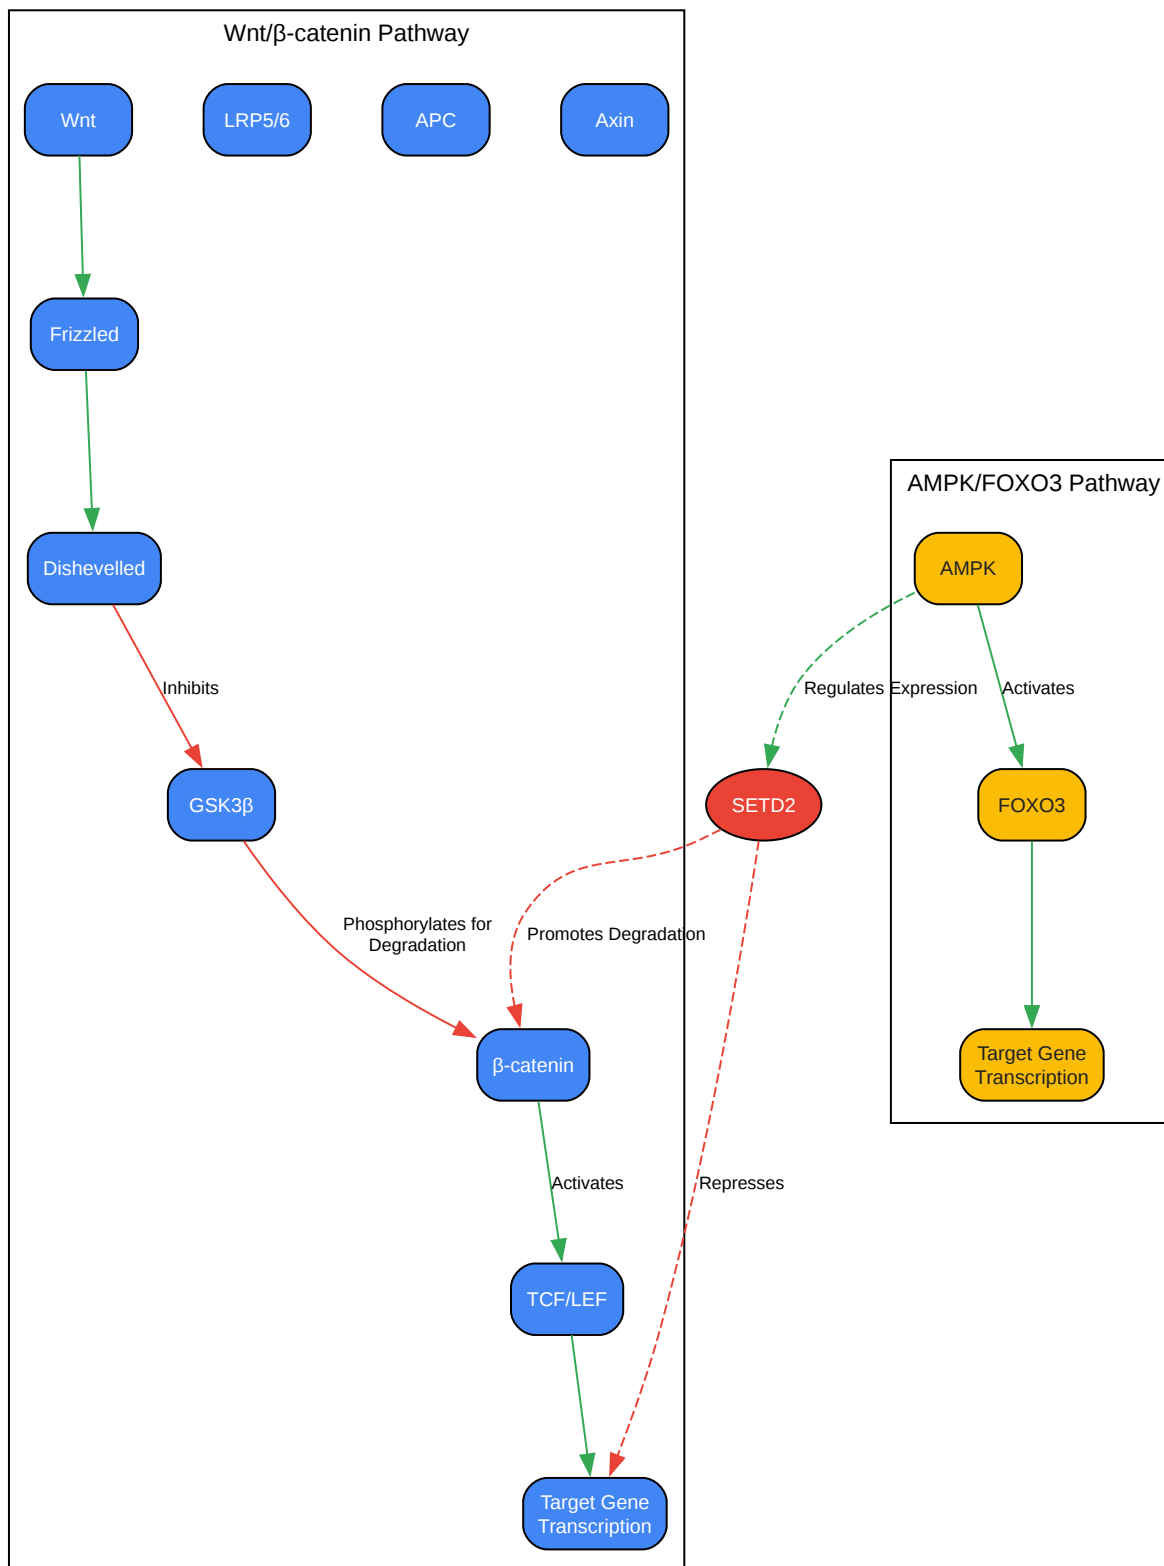 Wnt/β-catenin Pathway
Wnt
LRP5/6
APC
Axin
Frizzled
AMPK/FOXO3 Pathway
Dishevelled
AMPK
Inhibits
Regulates Expression
Activates
GSK3β
SETD2
FOXO3
Phosphorylates for
Degradation
Promotes Degradation
β-catenin
Target Gene
Transcription
Activates
Represses
TCF/LEF
Target Gene
Transcription